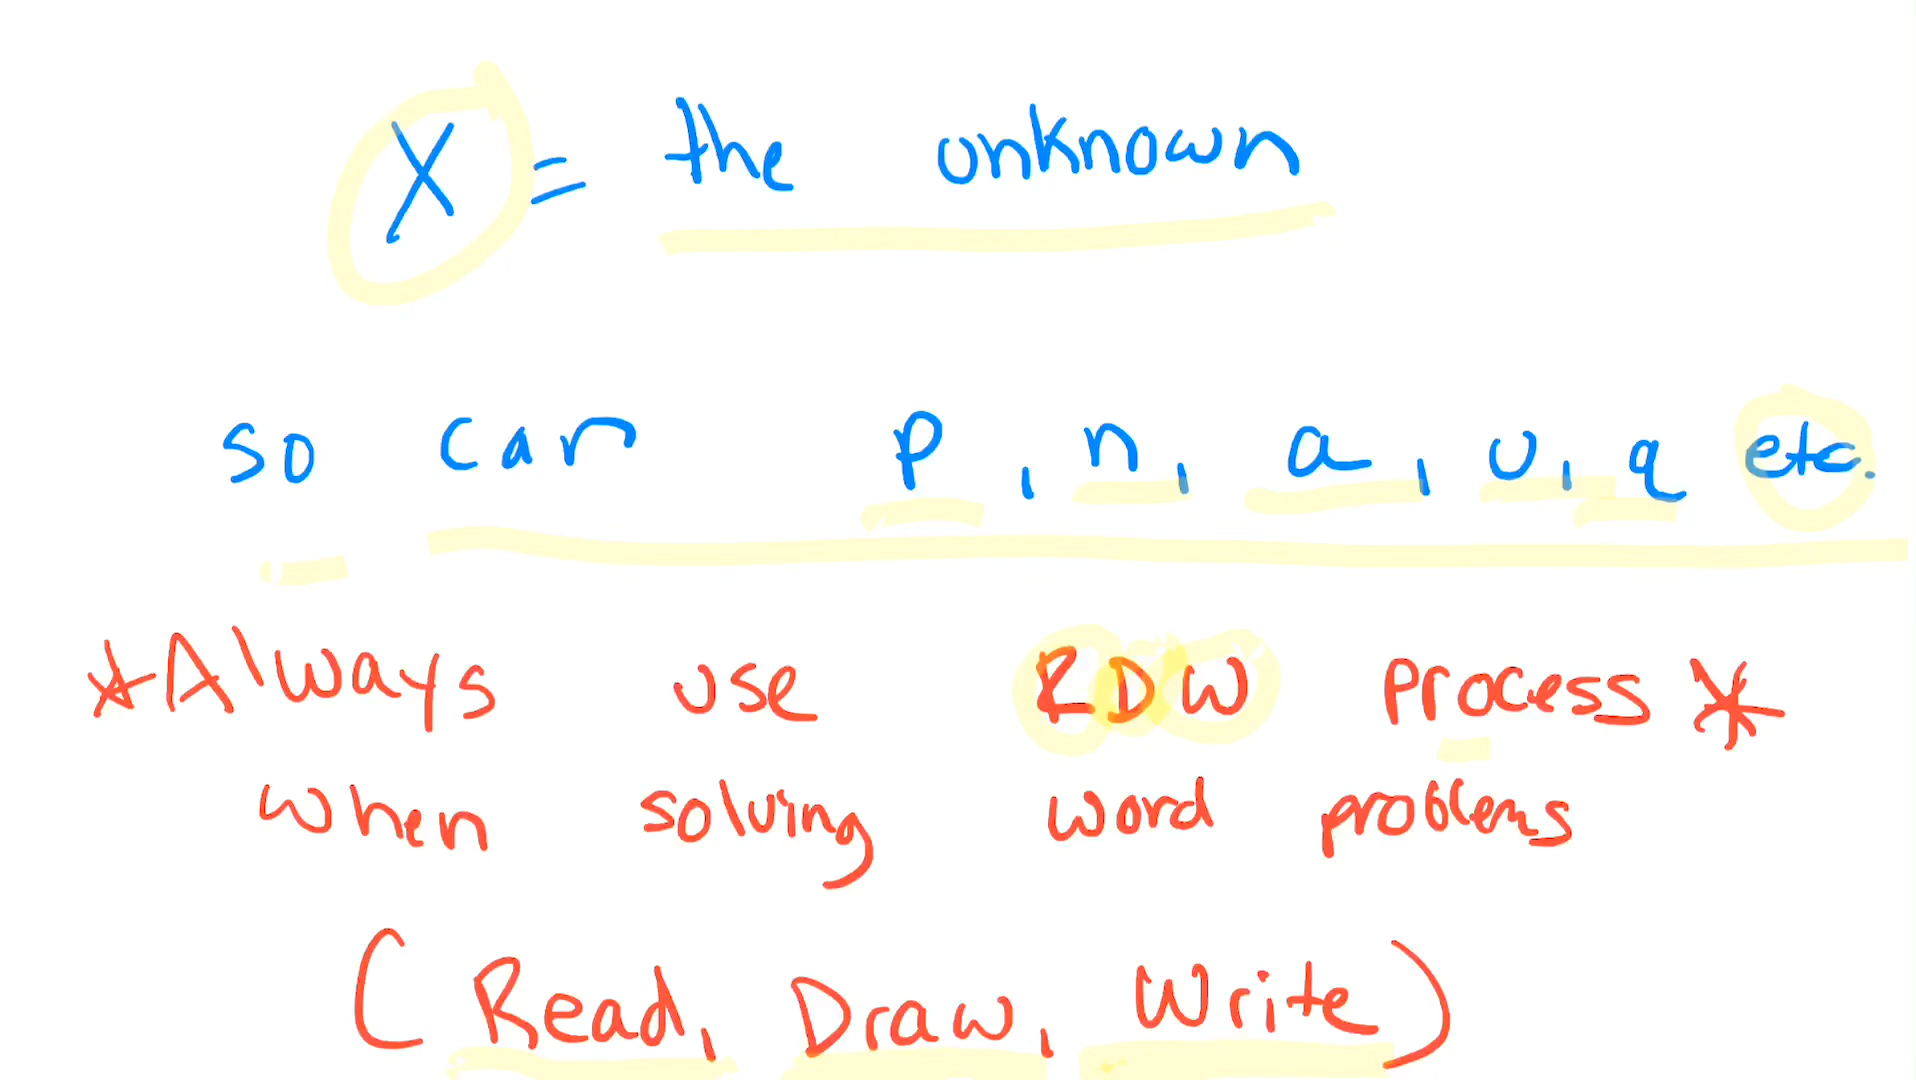 X = the unknown
so can p, n, a, u, q etc.
*Always use RDW process*
when solving word problems
(Read, Draw, Write)